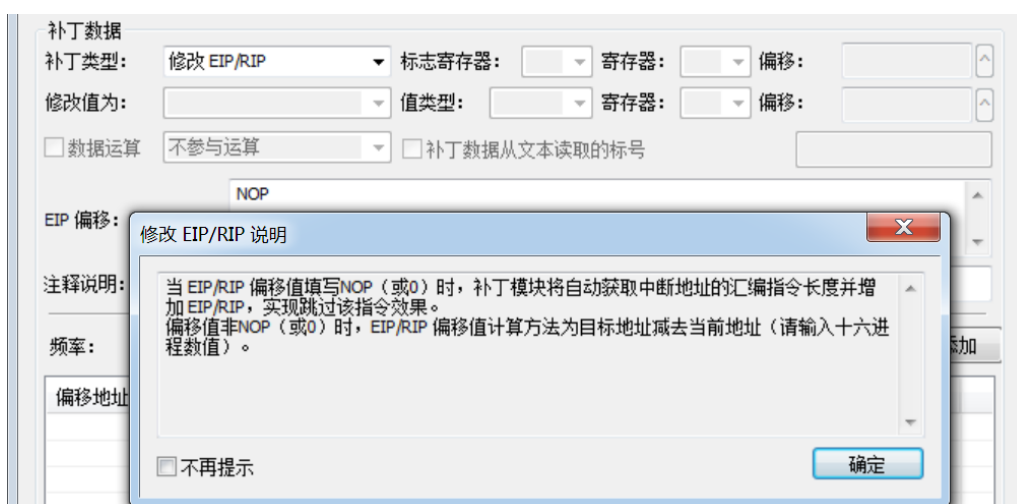 补丁数据
补丁类型: 修改 EIP/RIP 标志寄存器: 寄存器: 偏移:
修改值为: 值类型: 寄存器: 偏移:
数据运算 不参与运算 补丁数据从文本读取的标号
NOP
EIP 偏移:
修改 EIP/RIP 说明
注释说明:
当 EIP/RIP 偏移值填写NOP（或0）时，补丁模块将自动获取中断地址的汇编指令长度并增
加 EIP/RIP，实现跳过该指令效果。
偏移值非NOP（或0）时，EIP/RIP 偏移值计算方法为目标地址减去当前地址（请输入十六进
程数值）。
频率: 添加
偏移地址
不再提示 确定